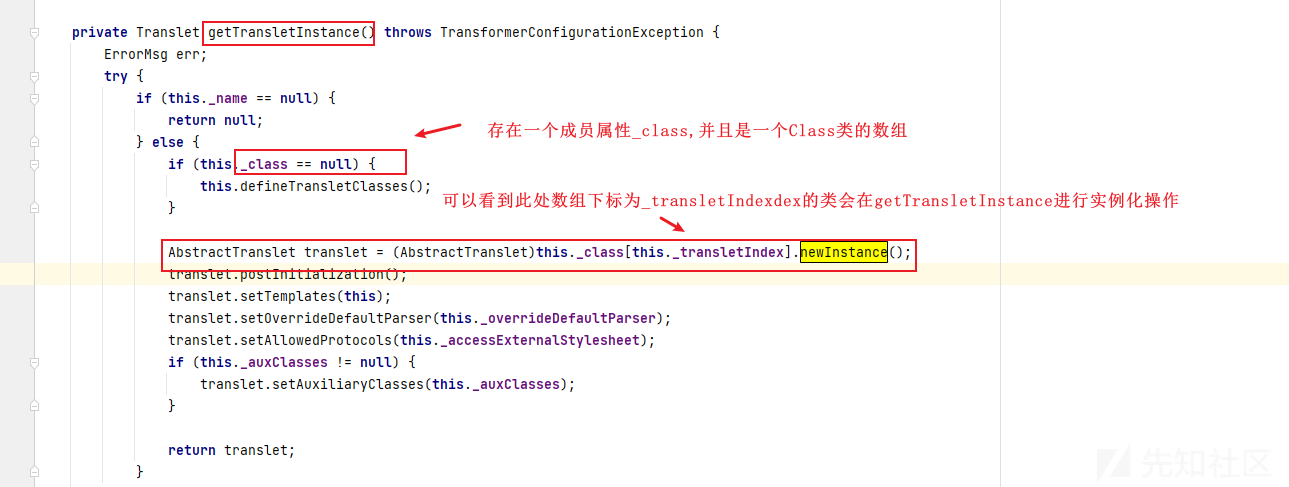 private Translet getTransletInstance() throws TransformerConfigurationException {
ErrorMsg err;
try {
if (this._name == null) {
return null;
} else {
存在一个成员属性_class,并且是一个Class类的数组
if (this._class == null) {
this.defineTransletClasses();
}
可以看到此处数组下标为_transletIndexdex的类会在getTransletInstance进行实例化操作
AbstractTranslet translet = (AbstractTranslet)this._class[this._transletIndex].newInstance();
translet.postInitialization();
translet.setTemplates(this);
translet.setOverrideDefaultParser(this._overrideDefaultParser);
translet.setAllowedProtocols(this._accessExternalStylesheet);
if (this._auxClasses != null) {
translet.setAuxiliaryClasses(this._auxClasses);
}
return translet;
}
先知社区